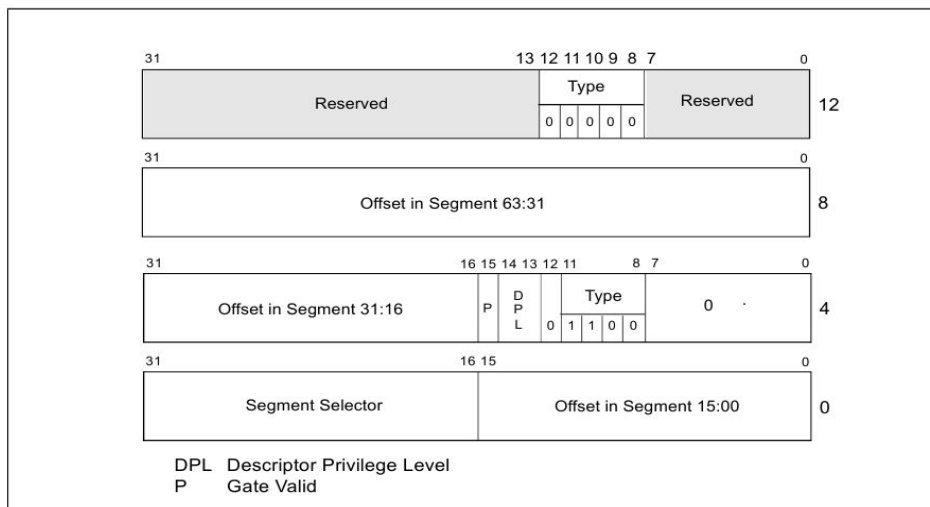 31 13 12 11 10 9 8 7 0
Type
Reserved Reserved 12
0 0 0 0 0
31 0
Offset in Segment 63:31 8
31 16 15 14 13 12 11 8 7 0
Offset in Segment 31:16 P DPL 0 Type 0 4
1 1 0 0
31 16 15 0
Segment Selector Offset in Segment 15:00 0
DPL Descriptor Privilege Level
P Gate Valid